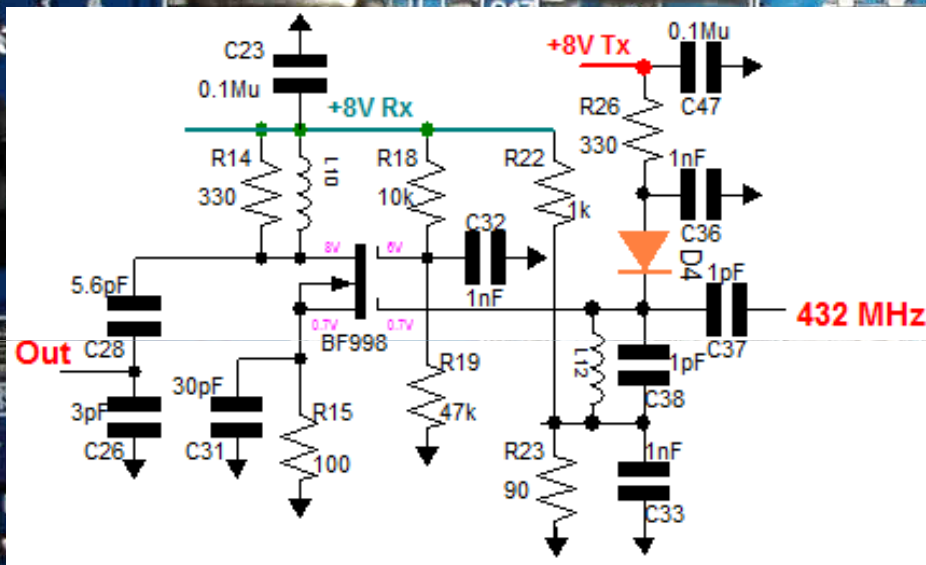 C23
0.1Mu
+8V Rx
+8V Tx
0.1Mu
C47
R26
330
R14
330
L10
R18
10k
R22
1k
1nF
C36
C32
1nF
8V
6V
0.7V
0.7V
BF998
D4
1pF
C37
432 MHz
5.6pF
C28
Out
3pF
C26
30pF
C31
R15
100
R19
47k
L12
1pF
C38
R23
90
1nF
C33